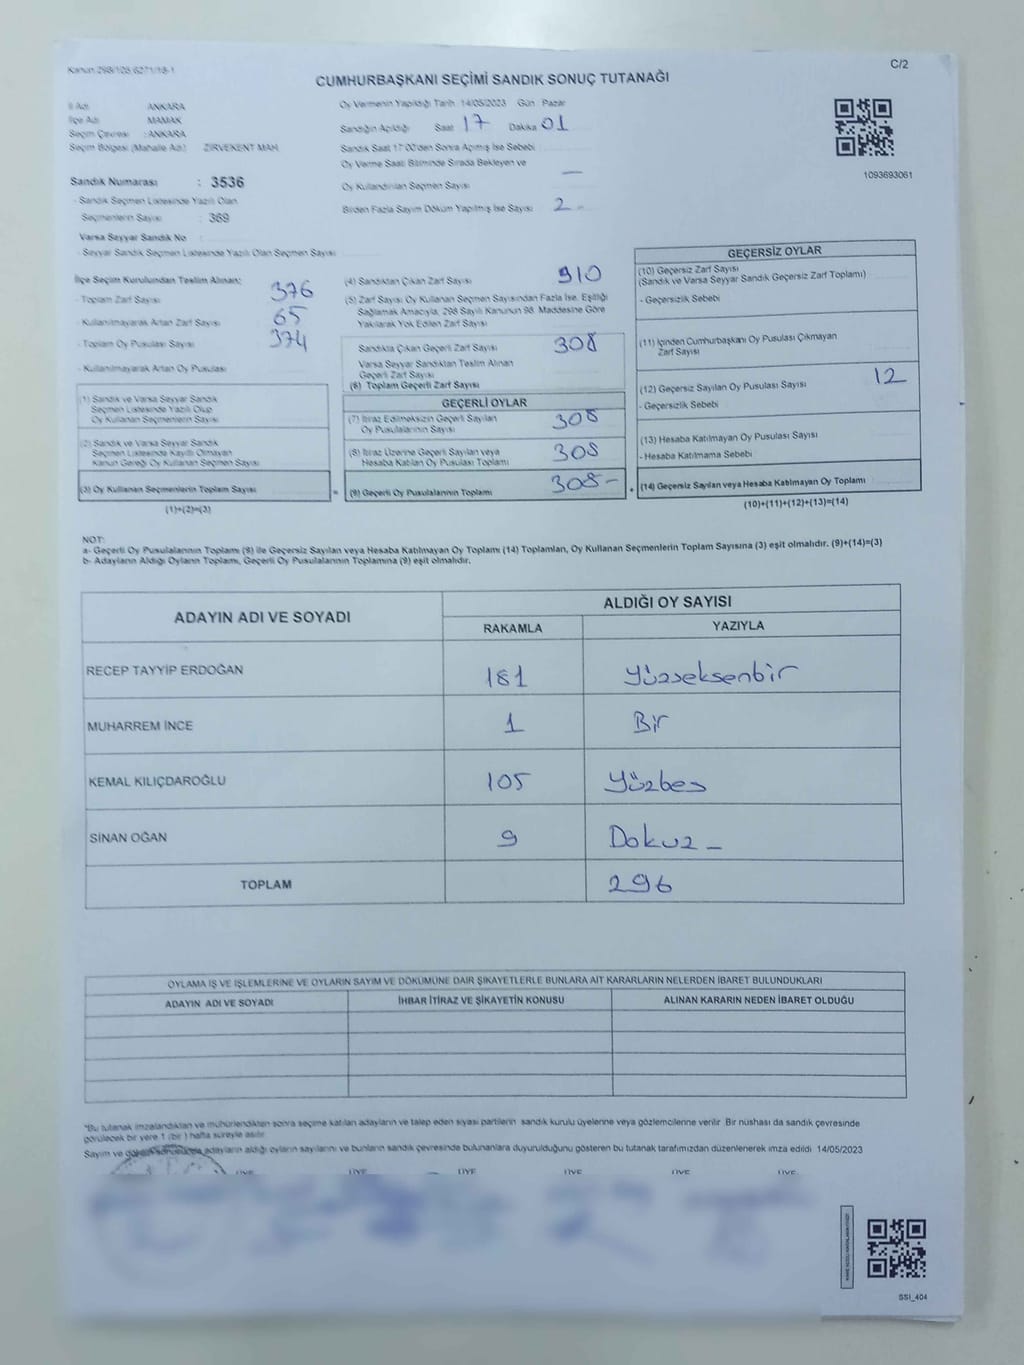 Kanun:298/105 6271/18-1
C/2
CUMHURBAŞKANI SEÇİMİ SANDIK SONUÇ TUTANAĞI
İl Adı ANKARA
İlçe Adı MAMAK
Seçim Çevresi : ANKARA
Seçim Bölgesi (Mahalle Adı) ZİRVEKENT MAH.
Sandık Numarası : 3536
- Sandık Seçmen Listesinde Yazılı Olan
Seçmenlerin Sayısı : 369
Varsa Seyyar Sandık No :
- Seyyar Sandık Seçmen Listesinde Yazılı Olan Seçmen Sayısı
Oy Vermenin Yapıldığı Tarih 14/05/2023 Gün Pazar
Sandığın Açıldığı Saat 17 Dakika 01
Sandık Saat 17:00'den Sonra Açılmış İse Sebebi
Oy Verme Saati Bitiminde Sırada Bekleyen ve
Oy Kullandırılan Seçmen Sayısı —
Birden Fazla Sayım Döküm Yapılmış İse Sayısı 2 -
1093693061
İlçe Seçim Kurulundan Teslim Alınan;
- Toplam Zarf Sayısı 376
- Kullanılmayarak Artan Zarf Sayısı 65
- Toplam Oy Pusulası Sayısı 374
- Kullanılmayarak Artan Oy Pusulası
(1) Sandık ve Varsa Seyyar Sandık
Seçmen Listesinde Yazılı Olup
Oy Kullanan Seçmenlerin Sayısı
(2) Sandık ve Varsa Seyyar Sandık
Seçmen Listesinde Kayıtlı Olmayan
Kanun Gereği Oy Kullanan Seçmen Sayısı
(3) Oy Kullanan Seçmenlerin Toplam Sayısı
(1)+(2)=(3)
=
(4) Sandıktan Çıkan Zarf Sayısı 910
(5) Zarf Sayısı Oy Kullanan Seçmen Sayısından Fazla İse, Eşitliği
Sağlamak Amacıyla, 298 Sayılı Kanunun 98. Maddesine Göre
Yakılarak Yok Edilen Zarf Sayısı
Sandıkta Çıkan Geçerli Zarf Sayısı 308
Varsa Seyyar Sandıktan Teslim Alınan
Geçerli Zarf Sayısı
(6) Toplam Geçerli Zarf Sayısı
GEÇERLİ OYLAR
(7) İtiraz Edilmeksizin Geçerli Sayılan
Oy Pusulalarının Sayısı 308
(8) İtiraz Üzerine Geçerli Sayılan veya
Hesaba Katılan Oy Pusulası Toplamı 308
(9) Geçerli Oy Pusulalarının Toplamı 308-
+
GEÇERSİZ OYLAR
(10) Geçersiz Zarf Sayısı
(Sandık ve Varsa Seyyar Sandık Geçersiz Zarf Toplamı)
- Geçersizlik Sebebi
(11) İçinden Cumhurbaşkanı Oy Pusulası Çıkmayan
Zarf Sayısı
(12) Geçersiz Sayılan Oy Pusulası Sayısı 12
- Geçersizlik Sebebi
(13) Hesaba Katılmayan Oy Pusulası Sayısı
- Hesaba Katılmama Sebebi
(14) Geçersiz Sayılan veya Hesaba Katılmayan Oy Toplamı
(10)+(11)+(12)+(13)=(14)
NOT:
a- Geçerli Oy Pusulalarının Toplamı (9) ile Geçersiz Sayılan veya Hesaba Katılmayan Oy Toplamı (14) Toplamları, Oy Kullanan Seçmenlerin Toplam Sayısına (3) eşit olmalıdır. (9)+(14)=(3)
b- Adayların Aldığı Oyların Toplamı, Geçerli Oy Pusulalarının Toplamına (9) eşit olmalıdır.
ADAYIN ADI VE SOYADI ALDIĞI OY SAYISI
RAKAMLA YAZIYLA
RECEP TAYYİP ERDOĞAN 181 Yüzseksenbir
MUHARREM İNCE 1 Bir
KEMAL KILIÇDAROĞLU 105 Yüzbes
SİNAN OĞAN 9 Dokuz -
TOPLAM 296
OYLAMA İŞ VE İŞLEMLERİNE VE OYLARIN SAYIM VE DÖKÜMÜNE DAİR ŞİKAYETLERLE BUNLARA AİT KARARLARIN NELERDEN İBARET BULUNDUKLARI
ADAYIN ADI VE SOYADI İHBAR İTİRAZ VE ŞİKAYETİN KONUSU ALINAN KARARIN NEDEN İBARET OLDUĞU
*Bu tutanak imzalandıktan ve mühürlendikten sonra seçime katılan adayların ve talep eden siyasi partilerin sandık kurulu üyelerine veya gözlemcilerine verilir. Bir nüshası da sandık çevresinde
görülecek bir yere 1 (bir) hafta süreyle asılır.
Sayım ve döküm sonucunda adayların aldığı oyların sayılarını ve bunların sandık çevresinde bulunanlara duyurulduğunu gösteren bu tutanak tarafımızdan düzenlenerek imza edildi. 14/05/2023
ÜYE ÜYE ÜYE ÜYE ÜYE ÜYE
SSI_404